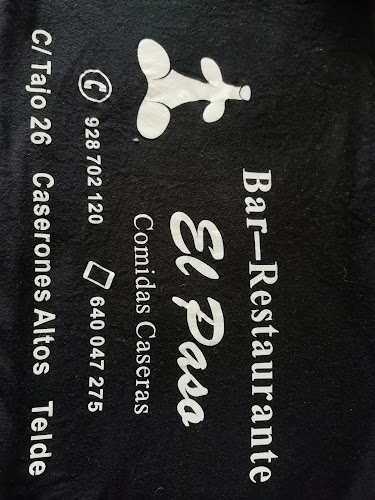 Bar—Restaurante
El Paso
Comidas Caseras
928 702 120 640 047 275
C/Tajo 26 Caserones Altos Telde